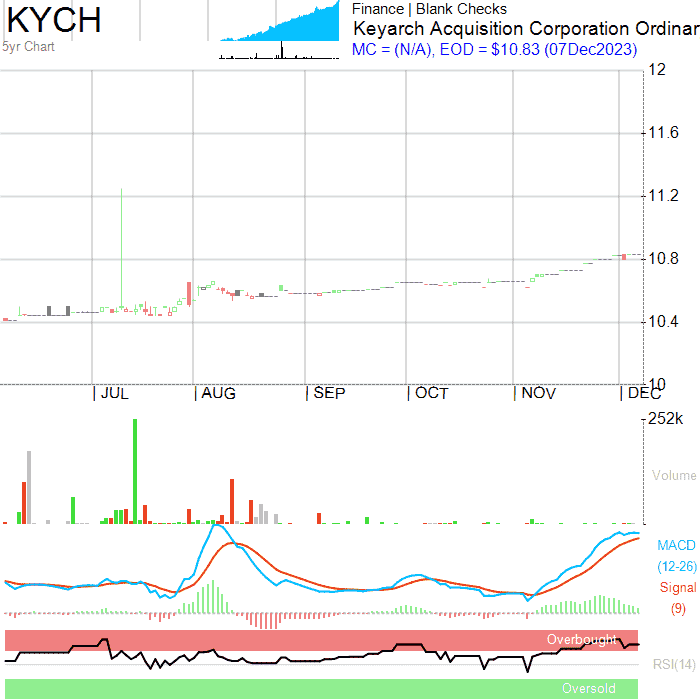 KYCH
5yr Chart
Finance | Blank Checks
Keyarch Acquisition Corporation Ordinar
MC = (N/A), EOD = $10.83 (07Dec2023)
12
11.6
11.2
10.8
10.4
10
JUL AUG SEP OCT NOV DEC
252k
Volume
MACD
(12-26)
Signal
(9)
Overbought
RSI(14)
Oversold